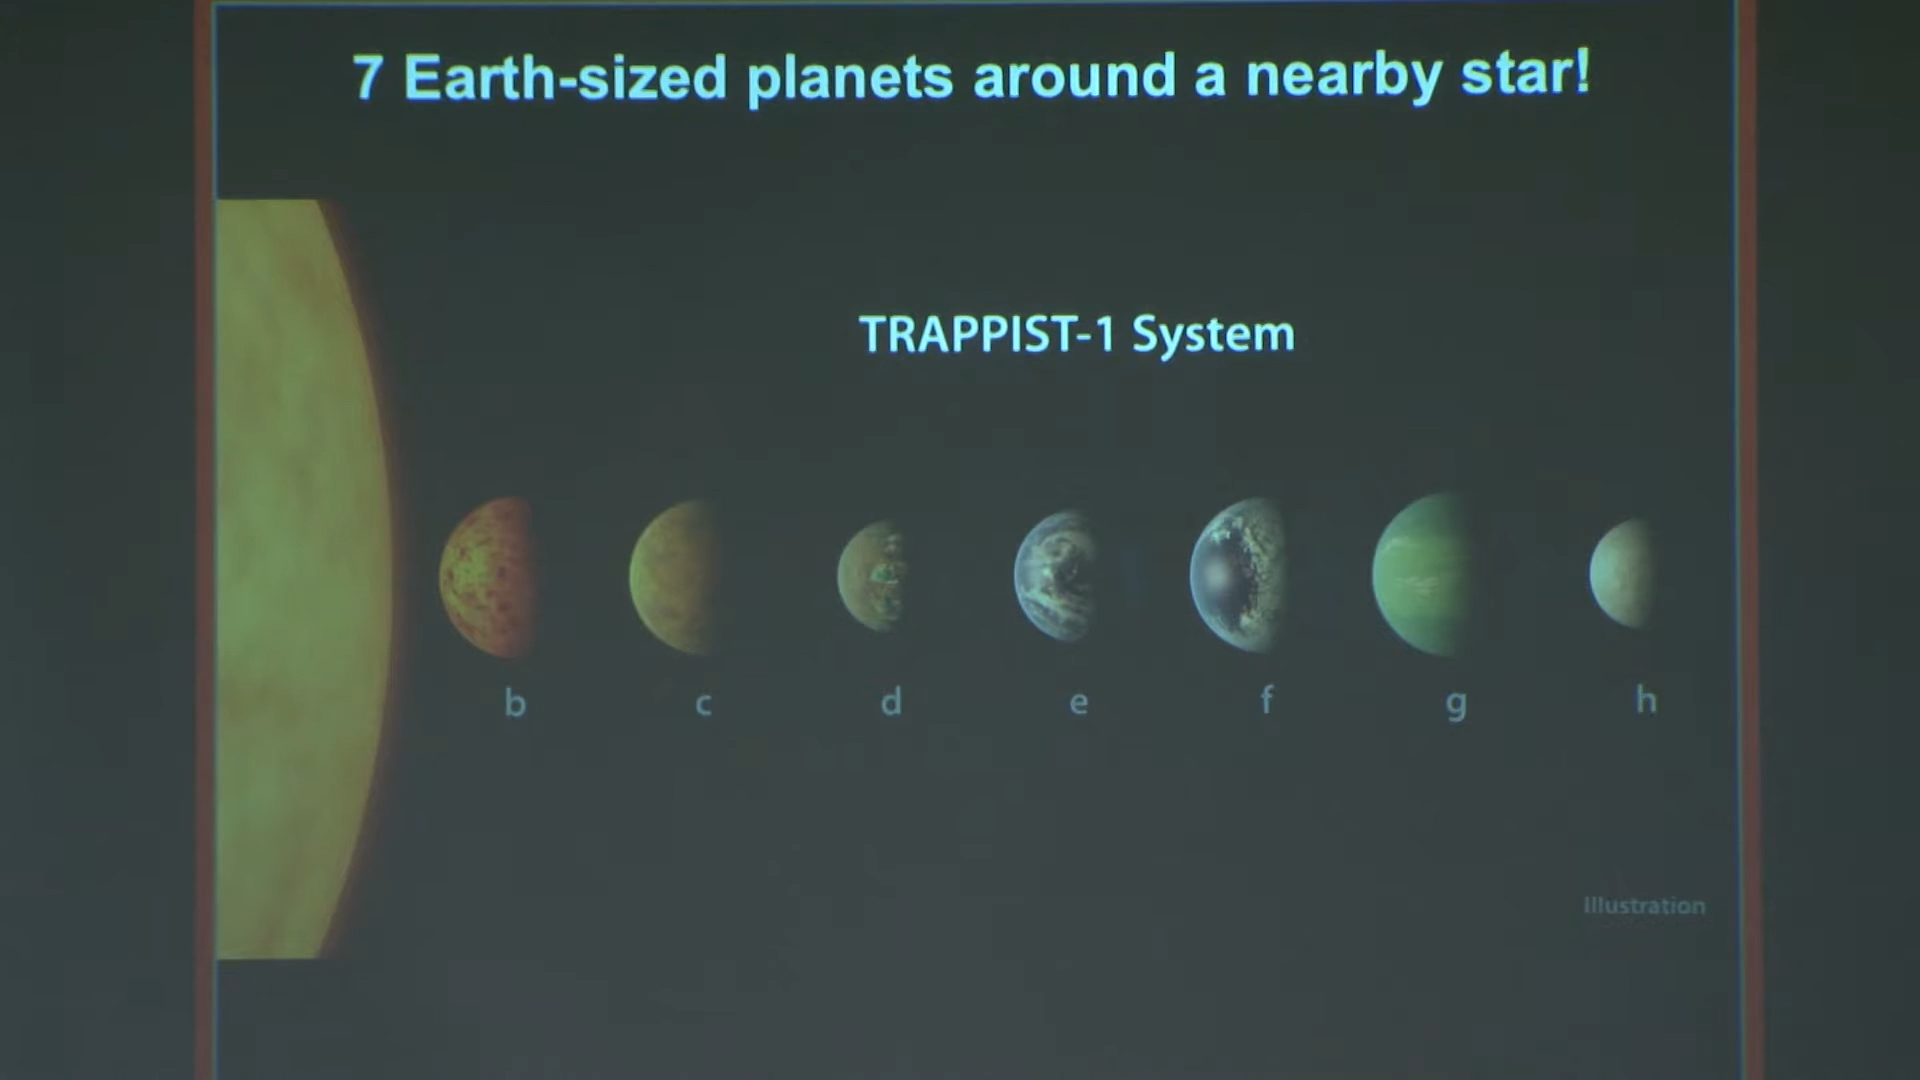 7 Earth-sized planets around a nearby star!
TRAPPIST-1 System
b c d e f g h
Illustration